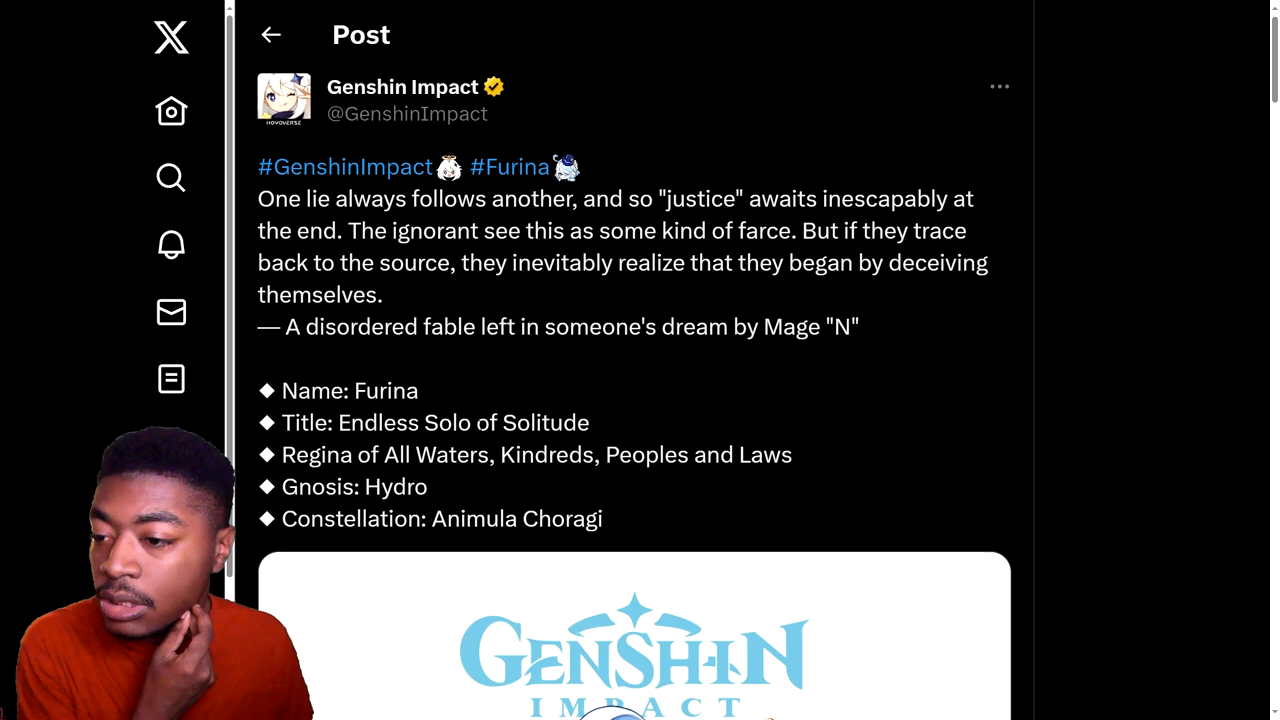 Post
Genshin Impact
HOYOVERSE
@GenshinImpact
#GenshinImpact #Furina
One lie always follows another, and so "justice" awaits inescapably at
the end. The ignorant see this as some kind of farce. But if they trace
back to the source, they inevitably realize that they began by deceiving
themselves.
— A disordered fable left in someone's dream by Mage "N"
◆ Name: Furina
◆ Title: Endless Solo of Solitude
◆ Regina of All Waters, Kindreds, Peoples and Laws
◆ Gnosis: Hydro
◆ Constellation: Animula Choragi
GENSHIN
IMPACT